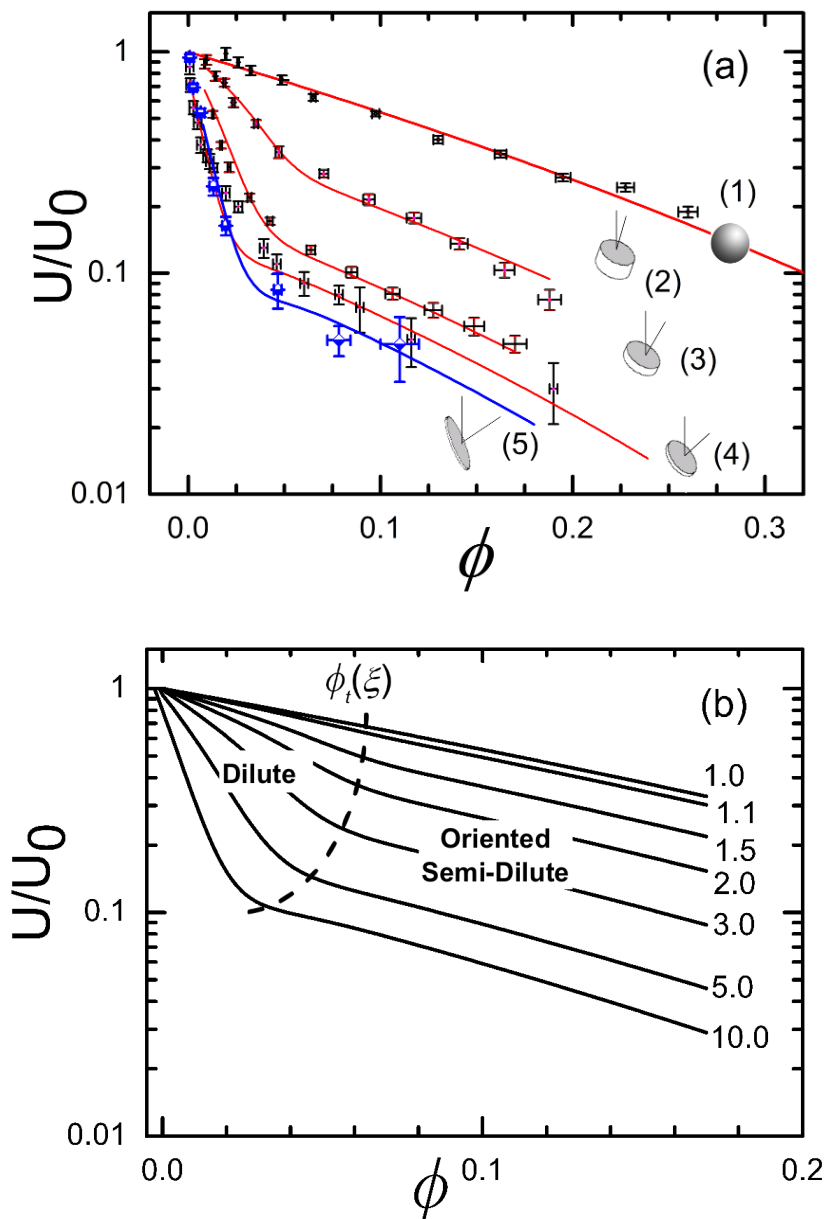 (a)
1
0.1
0.01
U/U0
(1)
(2)
(3)
(5)
(4)
0.0
0.1
0.2
0.3
ϕ
ϕt(ξ)
(b)
1
0.1
0.01
U/U0
Dilute
Oriented
Semi-Dilute
1.0
1.1
1.5
2.0
3.0
5.0
10.0
0.0
0.1
0.2
ϕ